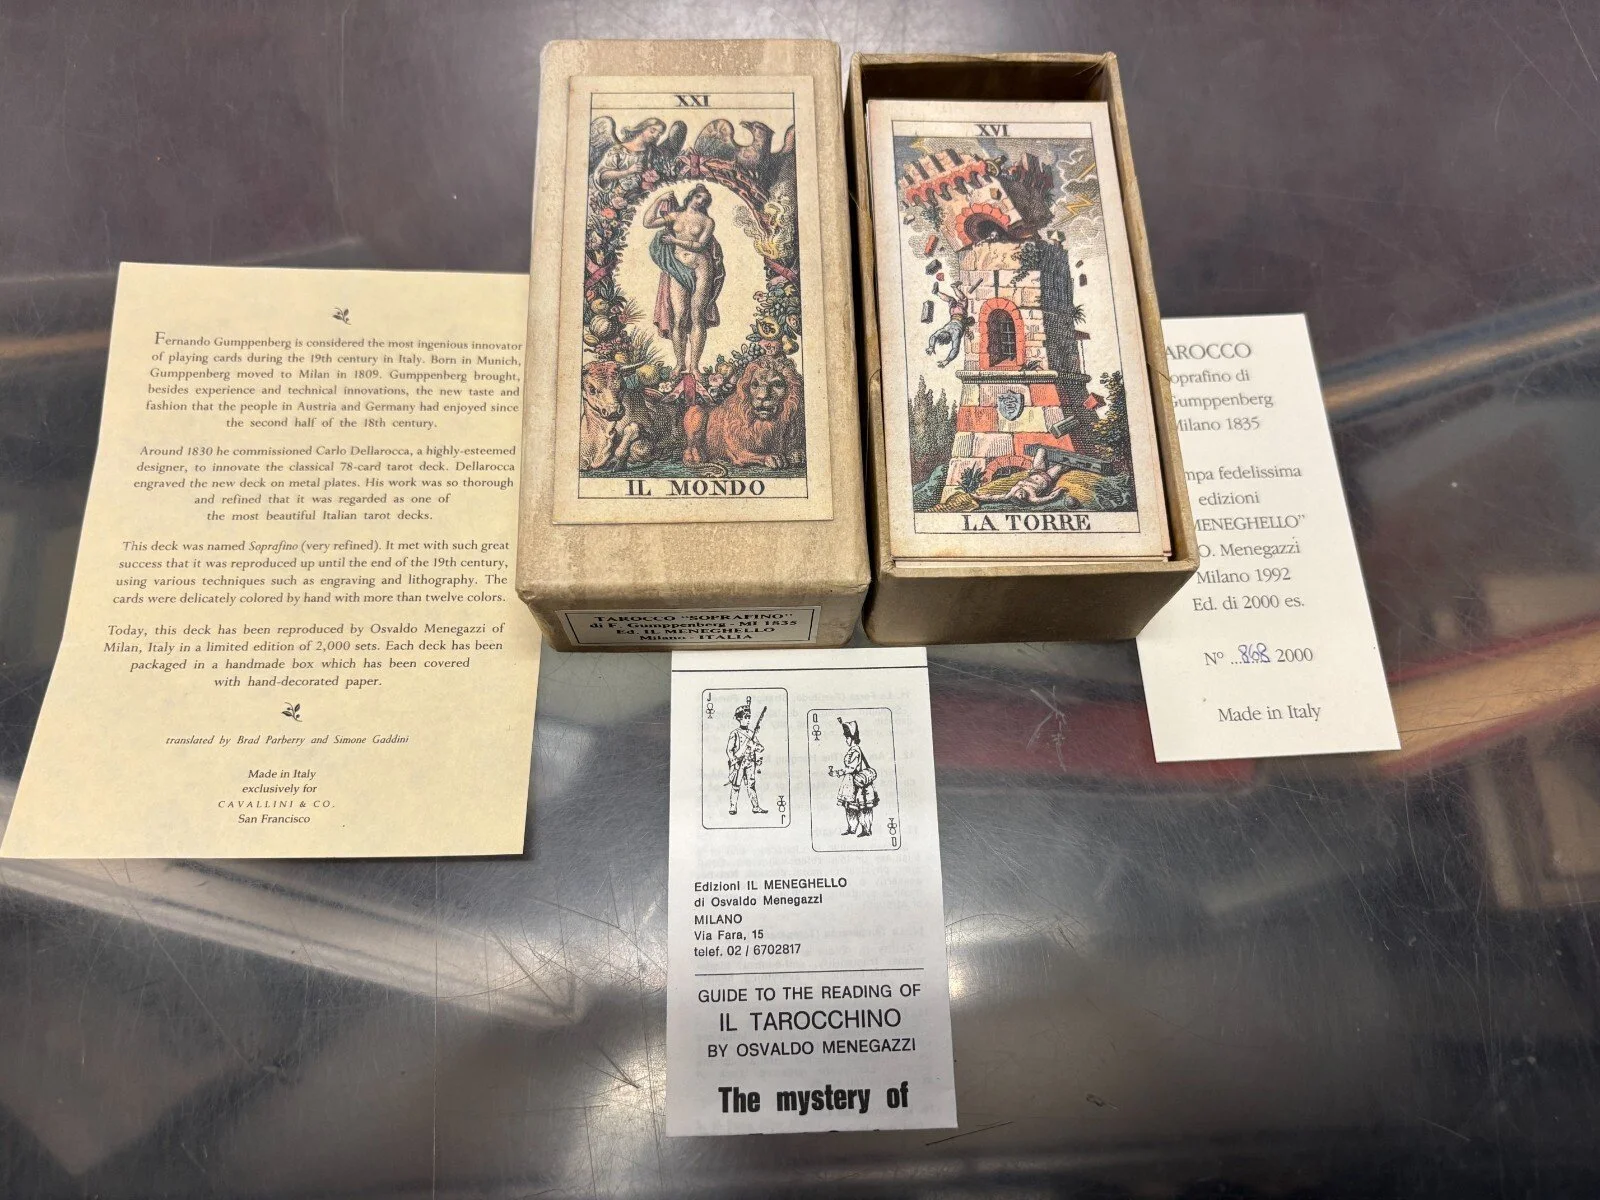 Fernando Gumppenberg is considered the most ingenious innovator
of playing cards during the 19th century in Italy. Born in Munich,
Gumppenberg moved to Milan in 1809. Gumppenberg brought,
besides experience and technical innovations, the new taste and
fashion that the people in Austria and Germany had enjoyed since
the second half of the 18th century.
Around 1830 he commissioned Carlo Dellarocca, a highly-esteemed
designer, to innovate the classical 78-card tarot deck. Dellarocca
engraved the new deck on metal plates. His work was so thorough
and refined that it was regarded as one of
the most beautiful Italian tarot decks.
This deck was named Soprafino (very refined). It met with such great
success that it was reproduced up until the end of the 19th century,
using various techniques such as engraving and lithography. The
cards were delicately colored by hand with more than twelve colors.
Today, this deck has been reproduced by Osvaldo Menegazzi of
Milan, Italy in a limited edition of 2,000 sets. Each deck has been
packaged in a handmade box which has been covered
with hand-decorated paper.
translated by Brad Parberry and Simone Gaddini
Made in Italy
exclusively for
CAVALLINI & CO.
San Francisco
XXI
IL MONDO
TAROCCO "SOPRAFINO"
di F. Gumppenberg - MI 1835
Ed. IL MENEGHELLO
Milano - ITALIA
XVI
LA TORRE
AROCCO
oprafino di
Gumppenberg
Milano 1835
mpa fedelissima
edizioni
MENEGHELLO"
O. Menegazzi
Milano 1992
Ed. di 2000 es.
N° ...868 2000
Made in Italy
J
J
Q
Q
Edizioni IL MENEGHELLO
di Osvaldo Menegazzi
MILANO
Via Fara, 15
telef. 02 / 6702817
GUIDE TO THE READING OF
IL TAROCCHINO
BY OSVALDO MENEGAZZI
The mystery of